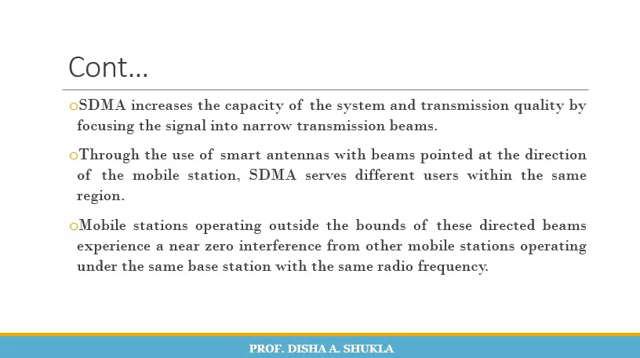 Cont…
oSDMA increases the capacity of the system and transmission quality by
focusing the signal into narrow transmission beams.
oThrough the use of smart antennas with beams pointed at the direction
of the mobile station, SDMA serves different users within the same
region.
oMobile stations operating outside the bounds of these directed beams
experience a near zero interference from other mobile stations operating
under the same base station with the same radio frequency.
PROF. DISHA A. SHUKLA